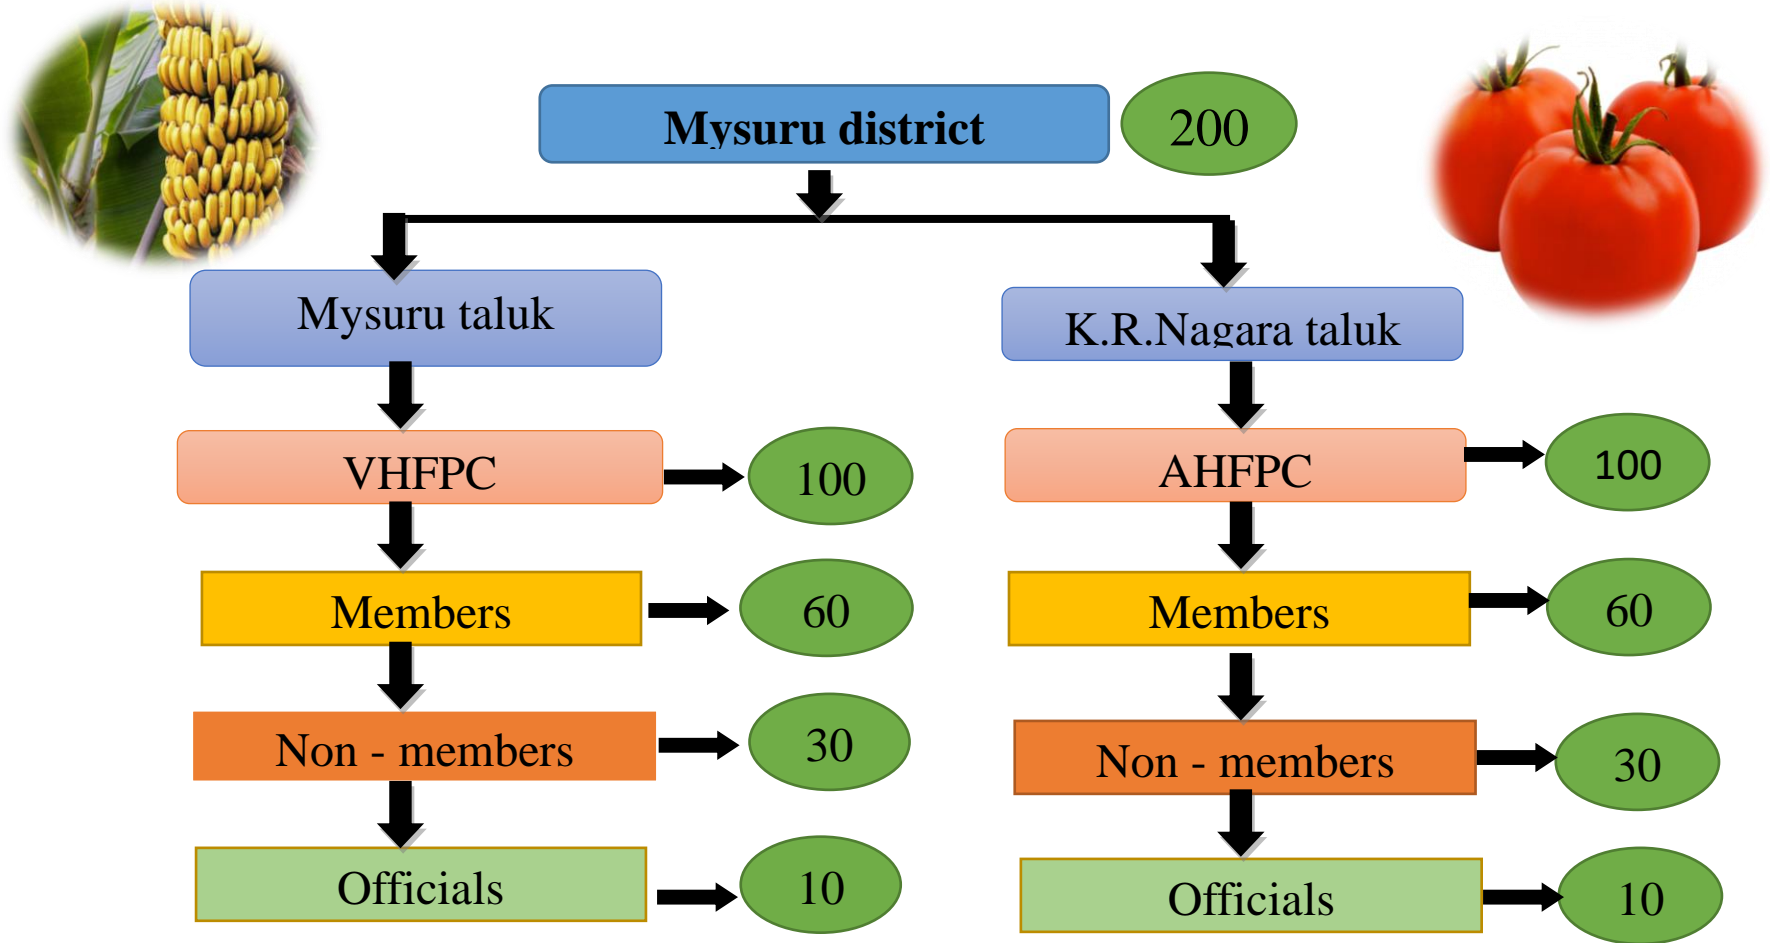 Mysuru district
200
Mysuru taluk
K.R.Nagara taluk
VHFPC
100
AHFPC
100
Members
60
Members
60
Non - members
30
Non - members
30
Officials
10
Officials
10